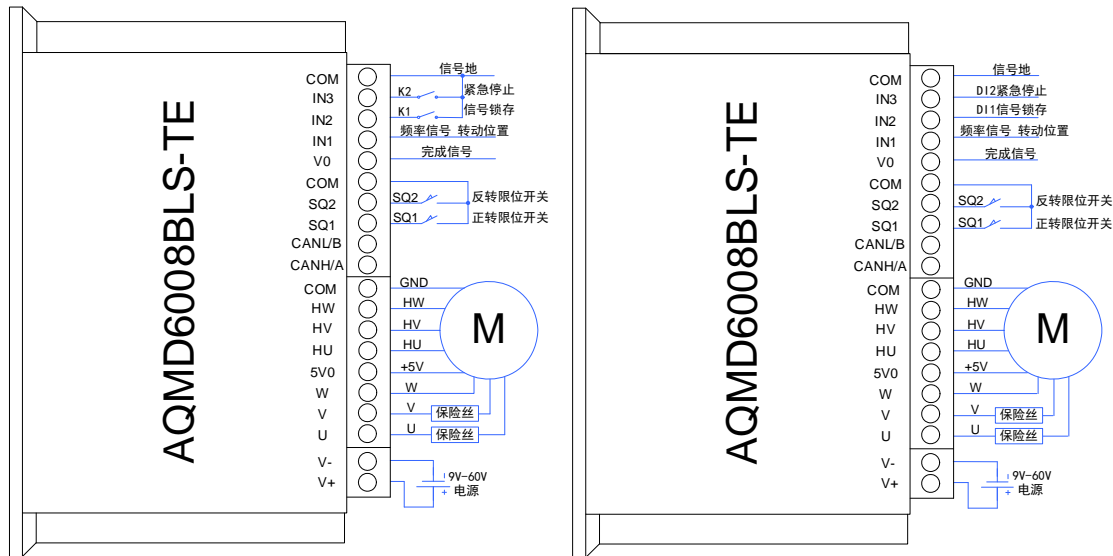 AQMD6008BLS-TE
COM
信号地
IN3
K2
紧急停止
IN2
K1
信号锁存
IN1
频率信号 转动位置
V0
完成信号
COM
SQ2
SQ2
反转限位开关
SQ1
SQ1
正转限位开关
CANL/B
CANH/A
COM
GND
HW
HW
HV
HV
HU
HU
5V0
+5V
W
W
V
V
保险丝
U
U
保险丝
M
V-
V+
9V-60V
电源
+
AQMD6008BLS-TE
COM
信号地
IN3
DI2紧急停止
IN2
DI1信号锁存
IN1
频率信号 转动位置
V0
完成信号
COM
SQ2
SQ2
反转限位开关
SQ1
SQ1
正转限位开关
CANL/B
CANH/A
COM
GND
HW
HW
HV
HV
HU
HU
5V0
+5V
W
W
V
V
保险丝
U
U
保险丝
M
V-
V+
9V-60V
电源
+